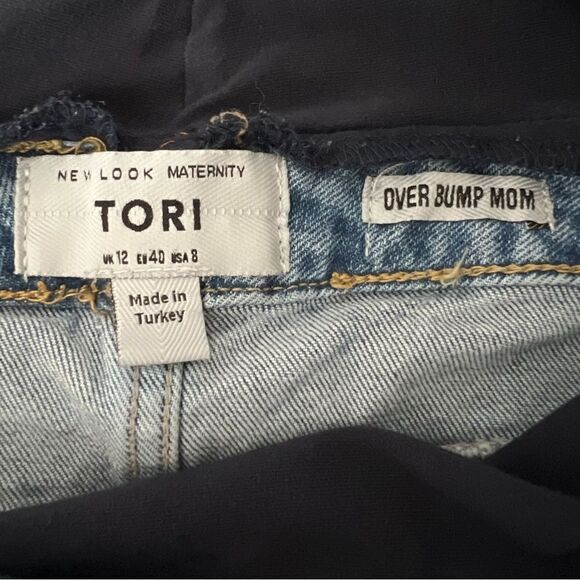 NEW LOOK MATERNITY
TORI
UK 12 EU 40 USA 8
OVER BUMP MOM
Made in
Turkey